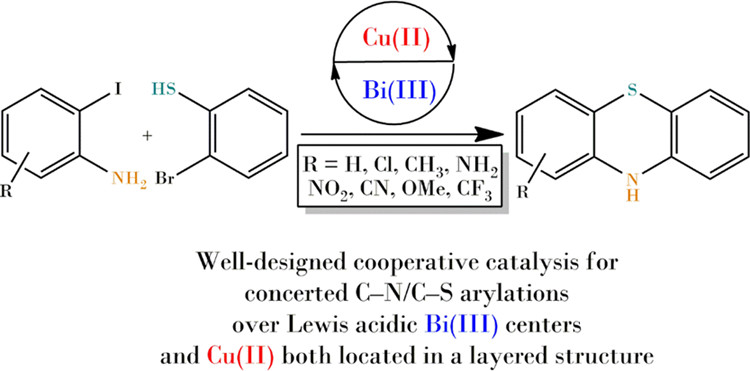 Cu(II)
Bi(III)
I
HS
S
+
Br
NH₂
R
R = H, Cl, CH₃, NH₂
NO₂, CN, OMe, CF₃
R
N
H
Well-designed cooperative catalysis for
concerted C–N/C–S arylations
over Lewis acidic Bi(III) centers
and Cu(II) both located in a layered structure